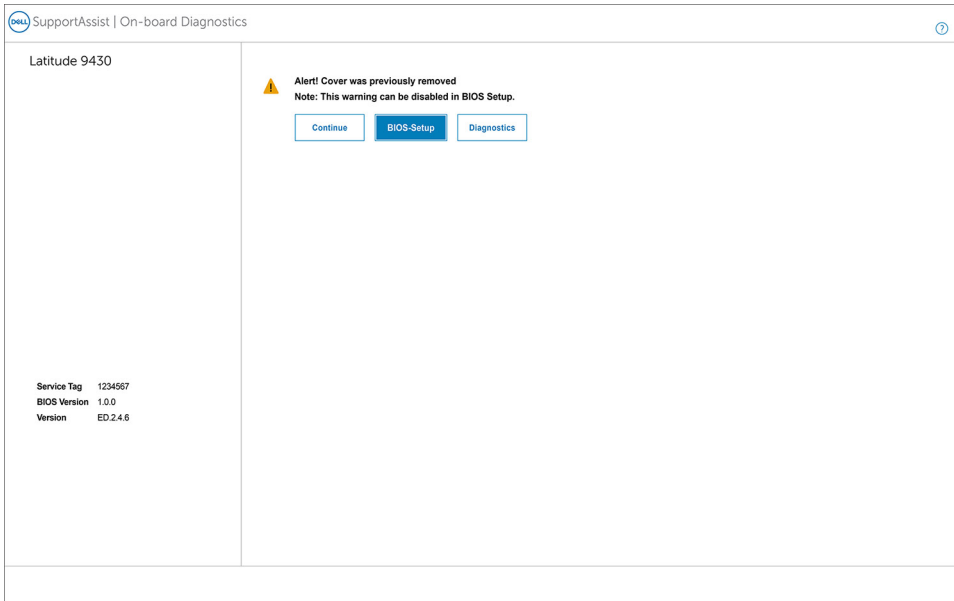 DELL SupportAssist | On-board Diagnostics
?
Latitude 9430
Alert! Cover was previously removed
Note: This warning can be disabled in BIOS Setup.
Continue BIOS-Setup Diagnostics
Service Tag 1234567
BIOS Version 1.0.0
Version ED.2.4.6